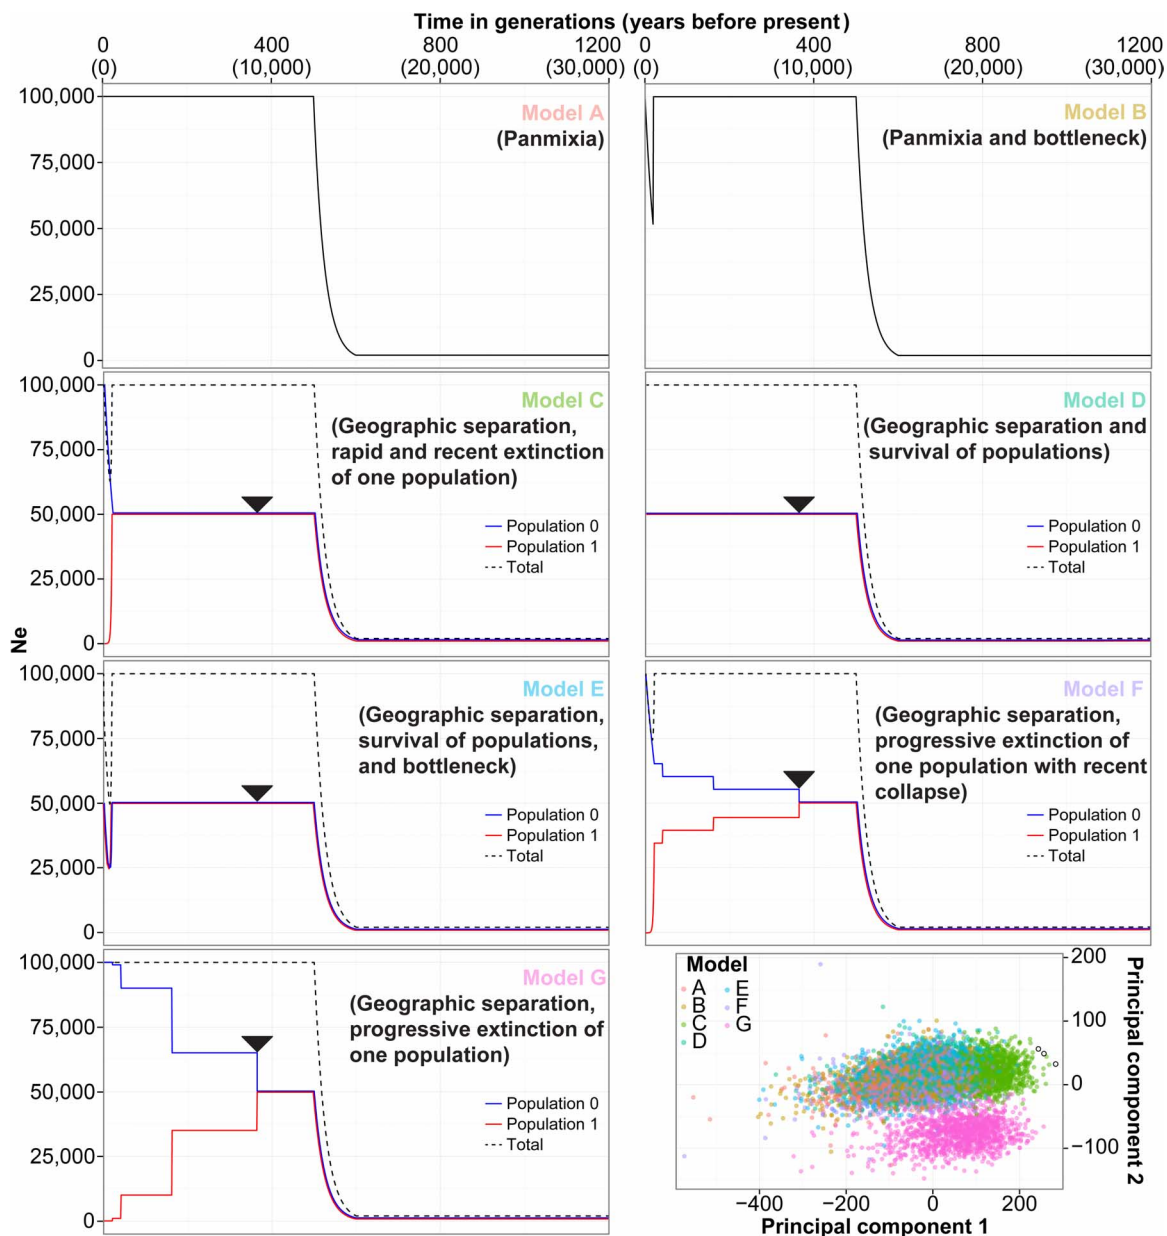 Time in generations (years before present)
0 400 800 1200 0 400 800 1200
(0) (10,000) (20,000) (30,000) (0) (10,000) (20,000) (30,000)
100,000
75,000
50,000
25,000
0
Model A
(Panmixia)
Model B
(Panmixia and bottleneck)
100,000
75,000
50,000
25,000
0
Model C
(Geographic separation,
rapid and recent extinction
of one population)
Population 0
Population 1
Total
Model D
(Geographic separation and
survival of populations)
Population 0
Population 1
Total
Ne
100,000
75,000
50,000
25,000
0
Model E
(Geographic separation,
survival of populations,
and bottleneck)
Population 0
Population 1
Total
Model F
(Geographic separation,
progressive extinction of
one population with recent
collapse)
Population 0
Population 1
Total
100,000
75,000
50,000
25,000
0
Model G
(Geographic separation,
progressive extinction of
one population)
Population 0
Population 1
Total
Model
A E
B F
C G
D
200
100
0
−100
Principal component 2
−400 −200 0 200
Principal component 1